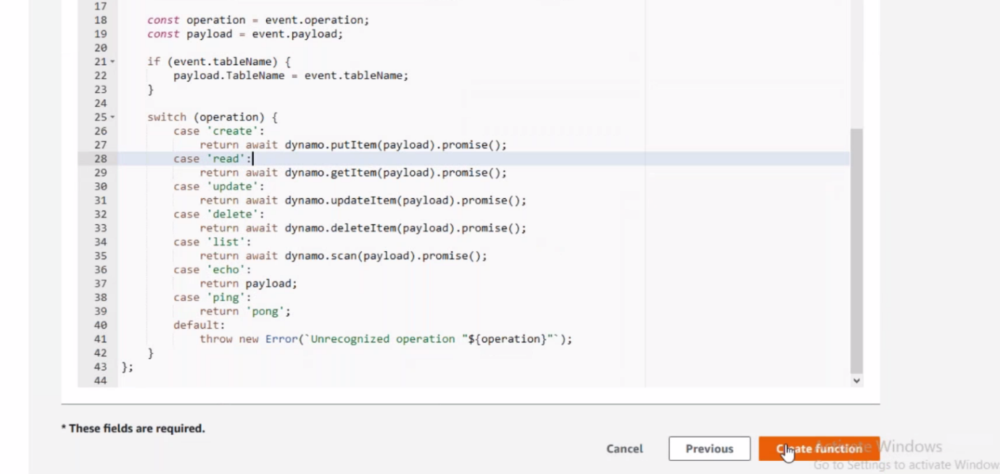 17
18 const operation = event.operation;
19 const payload = event.payload;
20
21 if (event.tableName) {
22 payload.TableName = event.tableName;
23 }
24
25 switch (operation) {
26 case 'create':
27 return await dynamo.putItem(payload).promise();
28 case 'read':
29 return await dynamo.getItem(payload).promise();
30 case 'update':
31 return await dynamo.updateItem(payload).promise();
32 case 'delete':
33 return await dynamo.deleteItem(payload).promise();
34 case 'list':
35 return await dynamo.scan(payload).promise();
36 case 'echo':
37 return payload;
38 case 'ping':
39 return 'pong';
40 default:
41 throw new Error(`Unrecognized operation "${operation}"`);
42 }
43 };
44
* These fields are required.
Cancel Previous Create function
Activate Windows
Go to Settings to activate Window